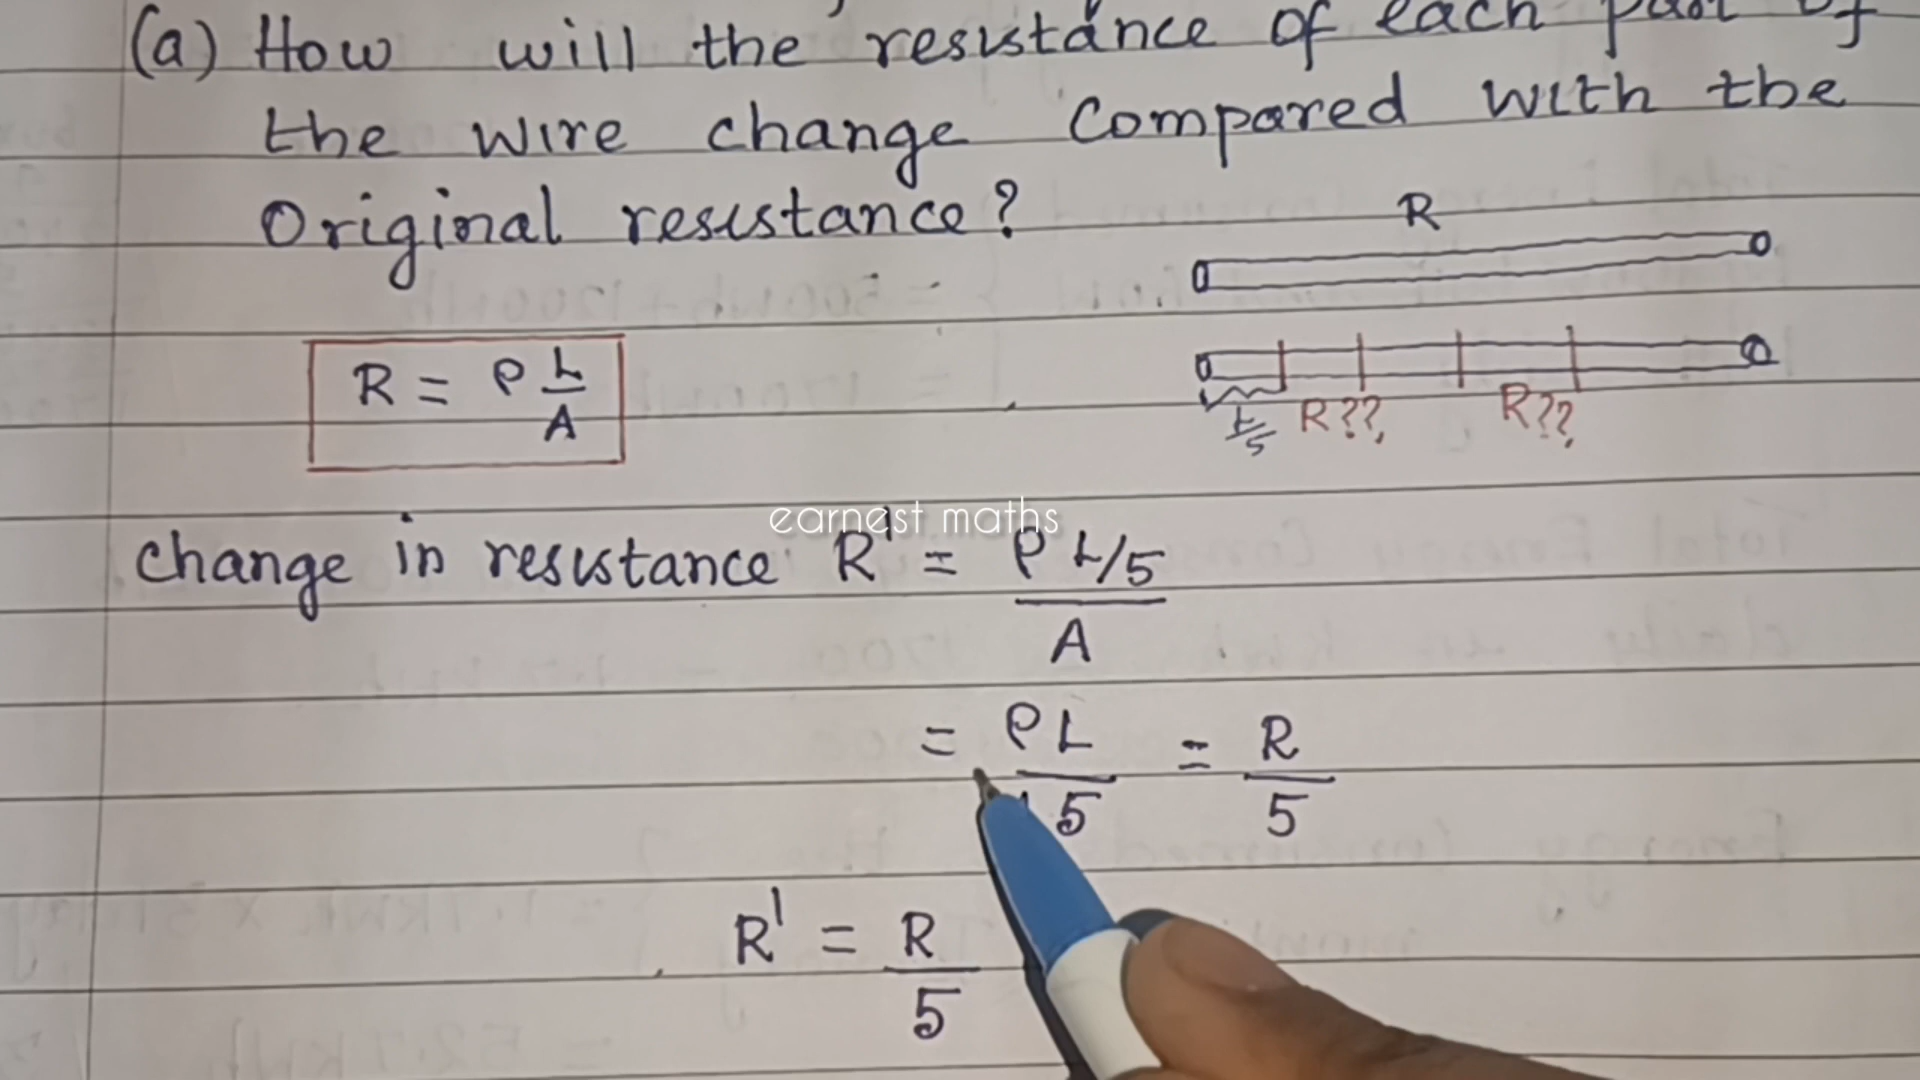 (a) How will the resistance of each part of
the wire change Compared with the
Original resistance?
R
R = ρ L/A
L/5 R??, R??,
earnest maths
change in resistance R' = ρ L/5
A
= ρL = R
5 5
R' = R
5